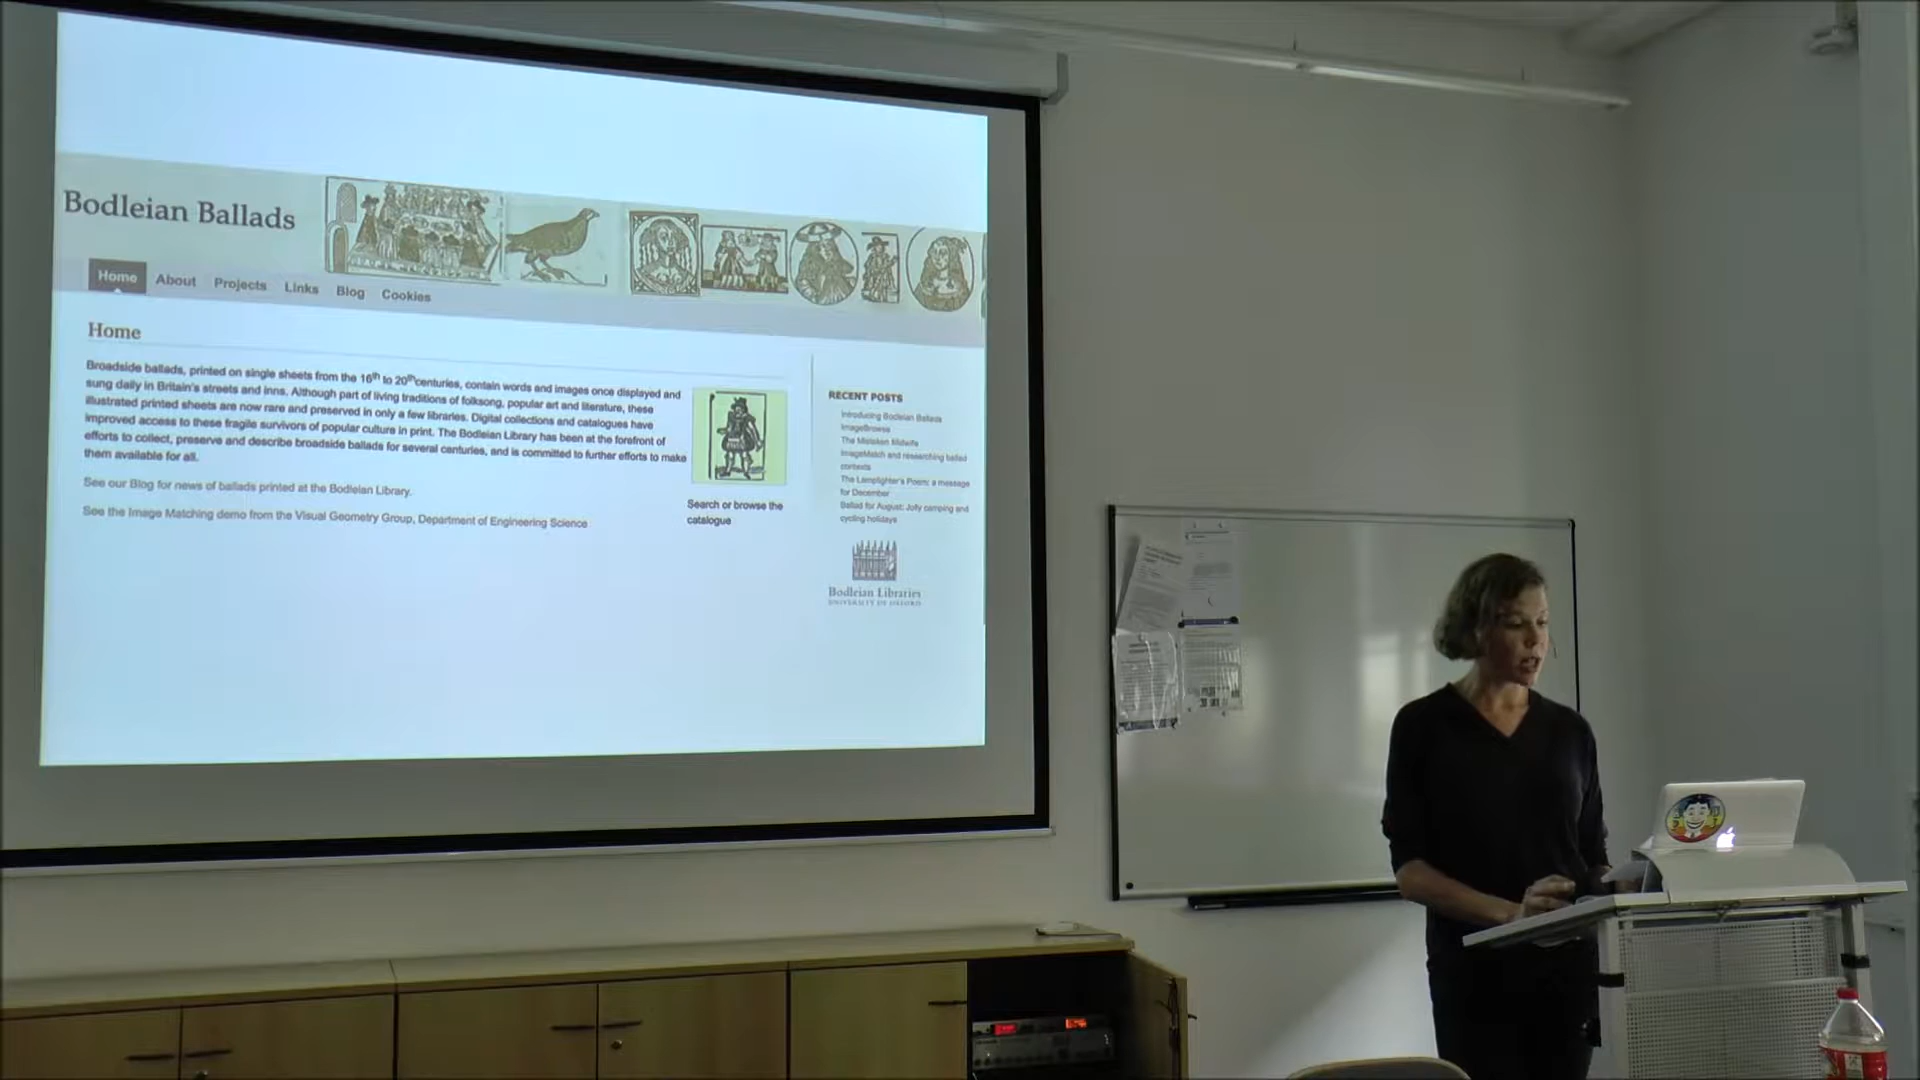 Bodleian Ballads
Home About Projects Links Blog Cookies
Home
Broadside ballads, printed on single sheets from the 16th to 20th centuries, contain words and images once displayed and
sung daily in Britain's streets and inns. Although part of living traditions of folksong, popular art and literature, these
illustrated printed sheets are now rare and preserved in only a few libraries. Digital collections and catalogues have
improved access to these fragile survivors of popular culture in print. The Bodleian Library has been at the forefront of
efforts to collect, preserve and describe broadside ballads for several centuries, and is committed to further efforts to make
them available for all.
See our Blog for news of ballads printed at the Bodleian Library.
See the Image Matching demo from the Visual Geometry Group, Department of Engineering Science
Search or browse the
catalogue
RECENT POSTS
Introducing Bodleian Ballads
ImageBrowse
The Mistaken Midwife
ImageMatch and researching ballad
contexts
The Lamplighter's Poem: a message
for December
Ballad for August: Jolly camping and
cycling holidays
Bodleian Libraries
UNIVERSITY OF OXFORD